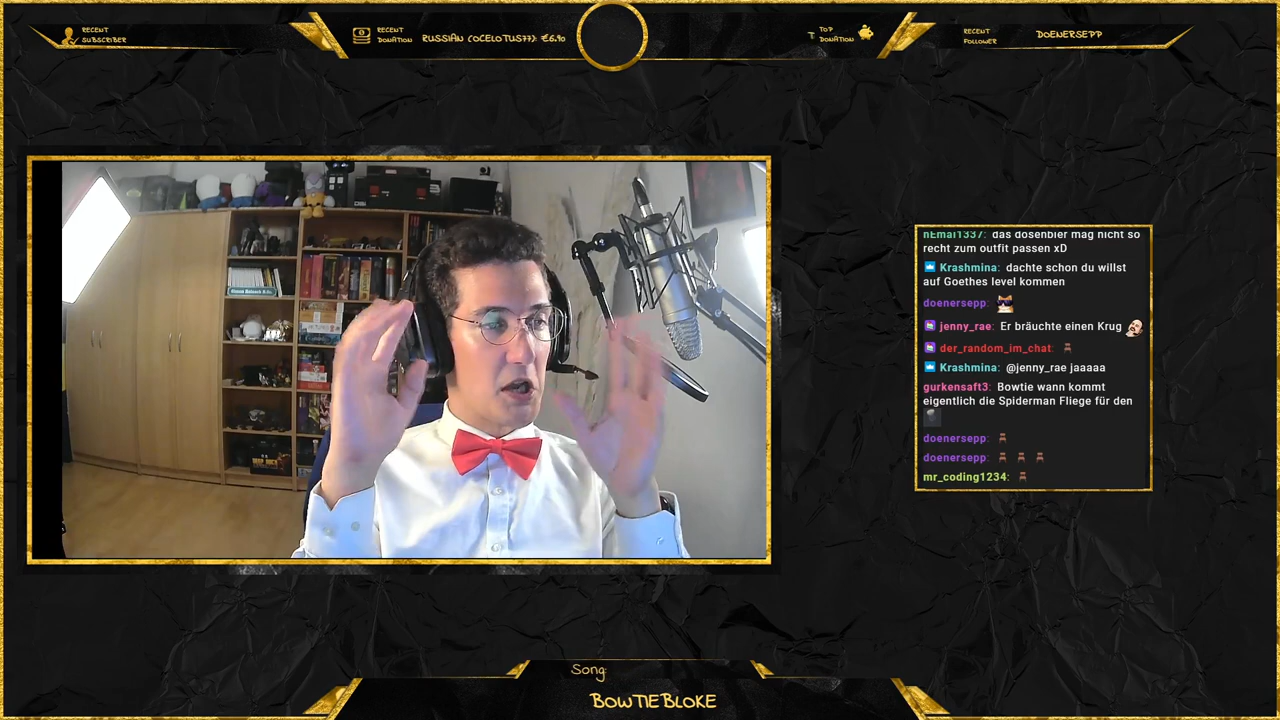 RECENT
SUBSCRIBER
RECENT
DONATION
RUSSIAN (OCELOTUS77): €6.90
TOP
DONATION
RECENT
FOLLOWER
DOENERSEPP
nEmai1337: das dosenbier mag nicht so
recht zum outfit passen xD
Krashmina: dachte schon du willst
auf Goethes level kommen
doenersepp:
jenny_rae: Er bräuchte einen Krug
der_random_im_chat:
Krashmina: @jenny_rae jaaaaa
gurkensaft3: Bowtie wann kommt
eigentlich die Spiderman Fliege für den
doenersepp:
doenersepp:
mr_coding1234:
Song:
BOWTIEBLOKE